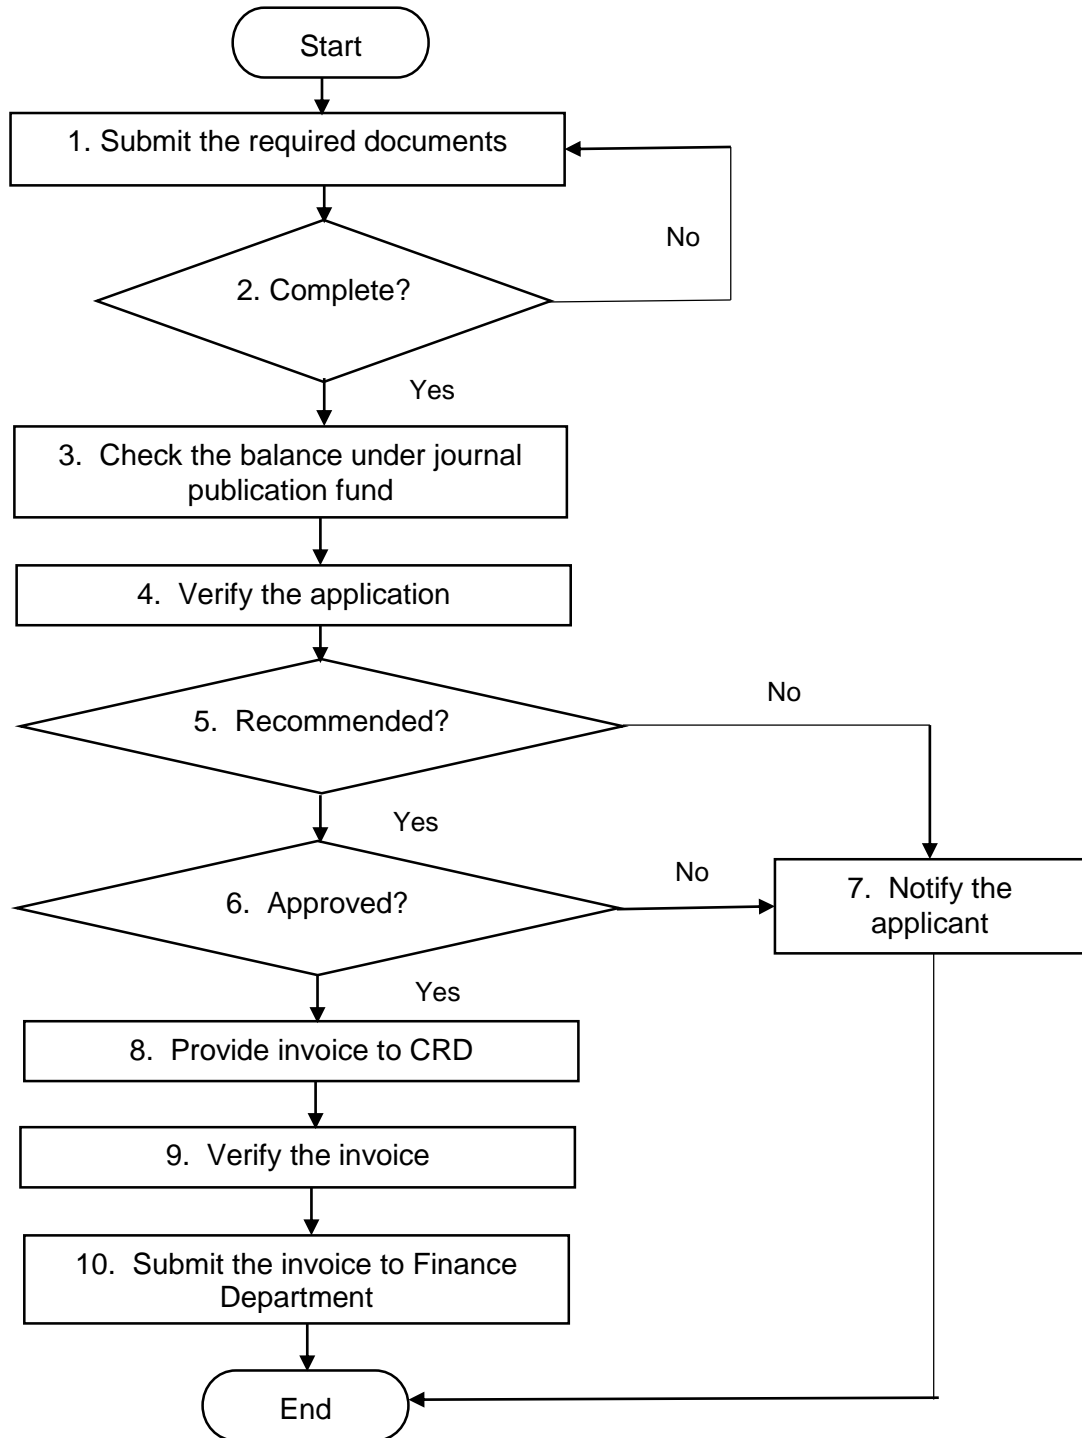 Start
1. Submit the required documents
No
2. Complete?
Yes
3. Check the balance under journal
publication fund
4. Verify the application
No
5. Recommended?
Yes
No
6. Approved?
7. Notify the
applicant
Yes
8. Provide invoice to CRD
9. Verify the invoice
10. Submit the invoice to Finance
Department
End